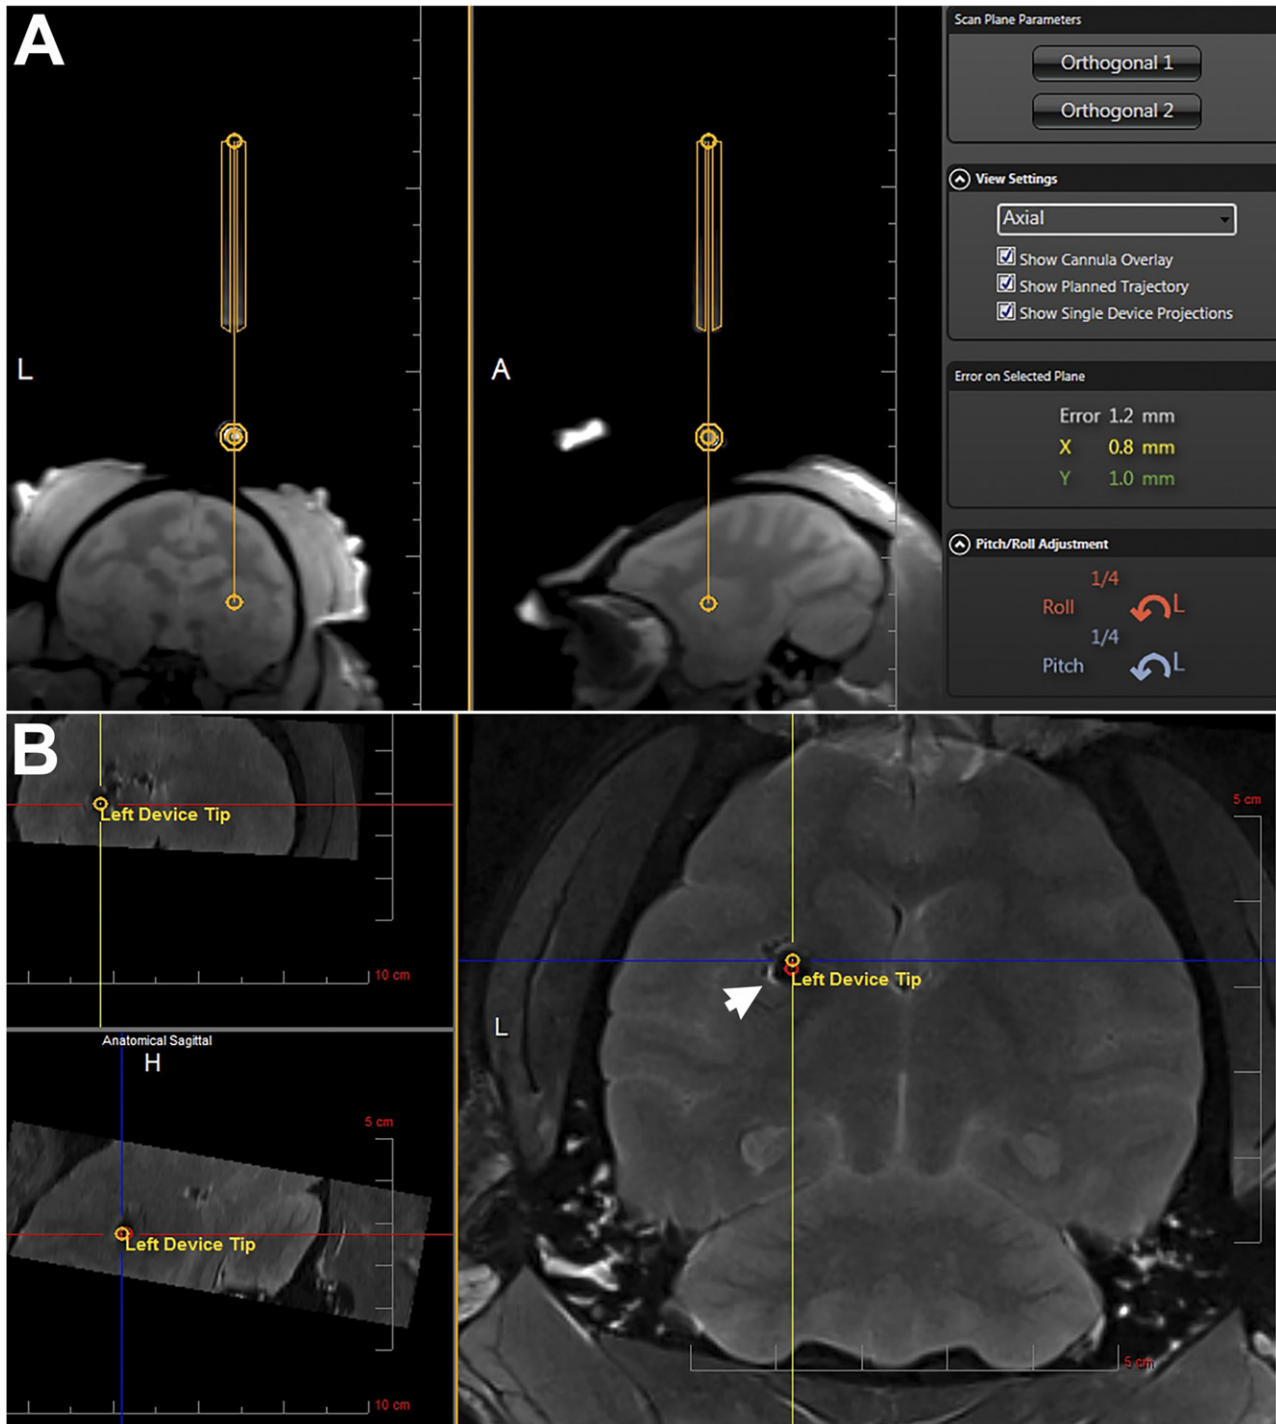 A
L
A
Scan Plane Parameters
Orthogonal 1
Orthogonal 2
View Settings
Axial
Show Cannula Overlay
Show Planned Trajectory
Show Single Device Projections
Error on Selected Plane
Error 1.2 mm
X 0.8 mm
Y 1.0 mm
Pitch/Roll Adjustment
1/4
Roll L
1/4
Pitch L
B
Left Device Tip
10 cm
Anatomical Sagittal
H
5 cm
Left Device Tip
10 cm
5 cm
Left Device Tip
L
5 cm